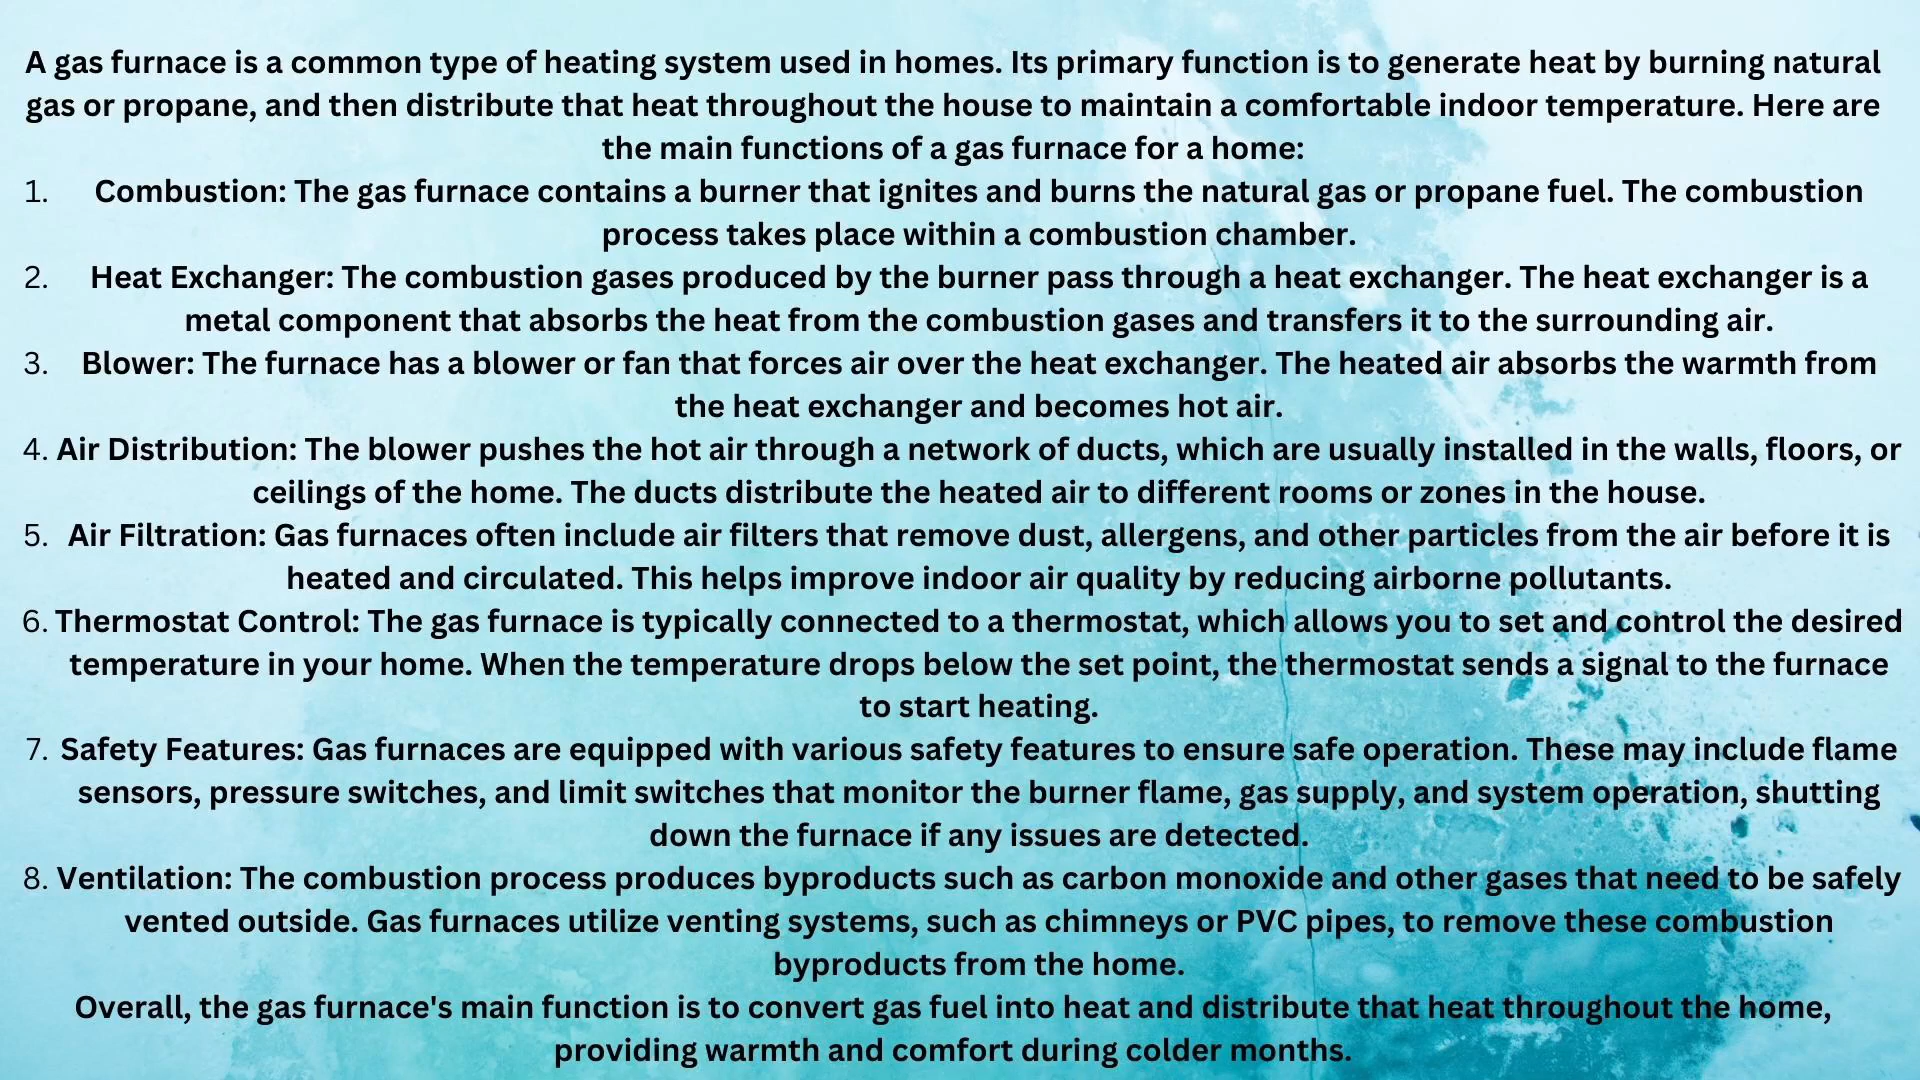 A gas furnace is a common type of heating system used in homes. Its primary function is to generate heat by burning natural
gas or propane, and then distribute that heat throughout the house to maintain a comfortable indoor temperature. Here are
the main functions of a gas furnace for a home:
1. Combustion: The gas furnace contains a burner that ignites and burns the natural gas or propane fuel. The combustion
process takes place within a combustion chamber.
2. Heat Exchanger: The combustion gases produced by the burner pass through a heat exchanger. The heat exchanger is a
metal component that absorbs the heat from the combustion gases and transfers it to the surrounding air.
3. Blower: The furnace has a blower or fan that forces air over the heat exchanger. The heated air absorbs the warmth from
the heat exchanger and becomes hot air.
4. Air Distribution: The blower pushes the hot air through a network of ducts, which are usually installed in the walls, floors, or
ceilings of the home. The ducts distribute the heated air to different rooms or zones in the house.
5. Air Filtration: Gas furnaces often include air filters that remove dust, allergens, and other particles from the air before it is
heated and circulated. This helps improve indoor air quality by reducing airborne pollutants.
6. Thermostat Control: The gas furnace is typically connected to a thermostat, which allows you to set and control the desired
temperature in your home. When the temperature drops below the set point, the thermostat sends a signal to the furnace
to start heating.
7. Safety Features: Gas furnaces are equipped with various safety features to ensure safe operation. These may include flame
sensors, pressure switches, and limit switches that monitor the burner flame, gas supply, and system operation, shutting
down the furnace if any issues are detected.
8. Ventilation: The combustion process produces byproducts such as carbon monoxide and other gases that need to be safely
vented outside. Gas furnaces utilize venting systems, such as chimneys or PVC pipes, to remove these combustion
byproducts from the home.
Overall, the gas furnace's main function is to convert gas fuel into heat and distribute that heat throughout the home,
providing warmth and comfort during colder months.